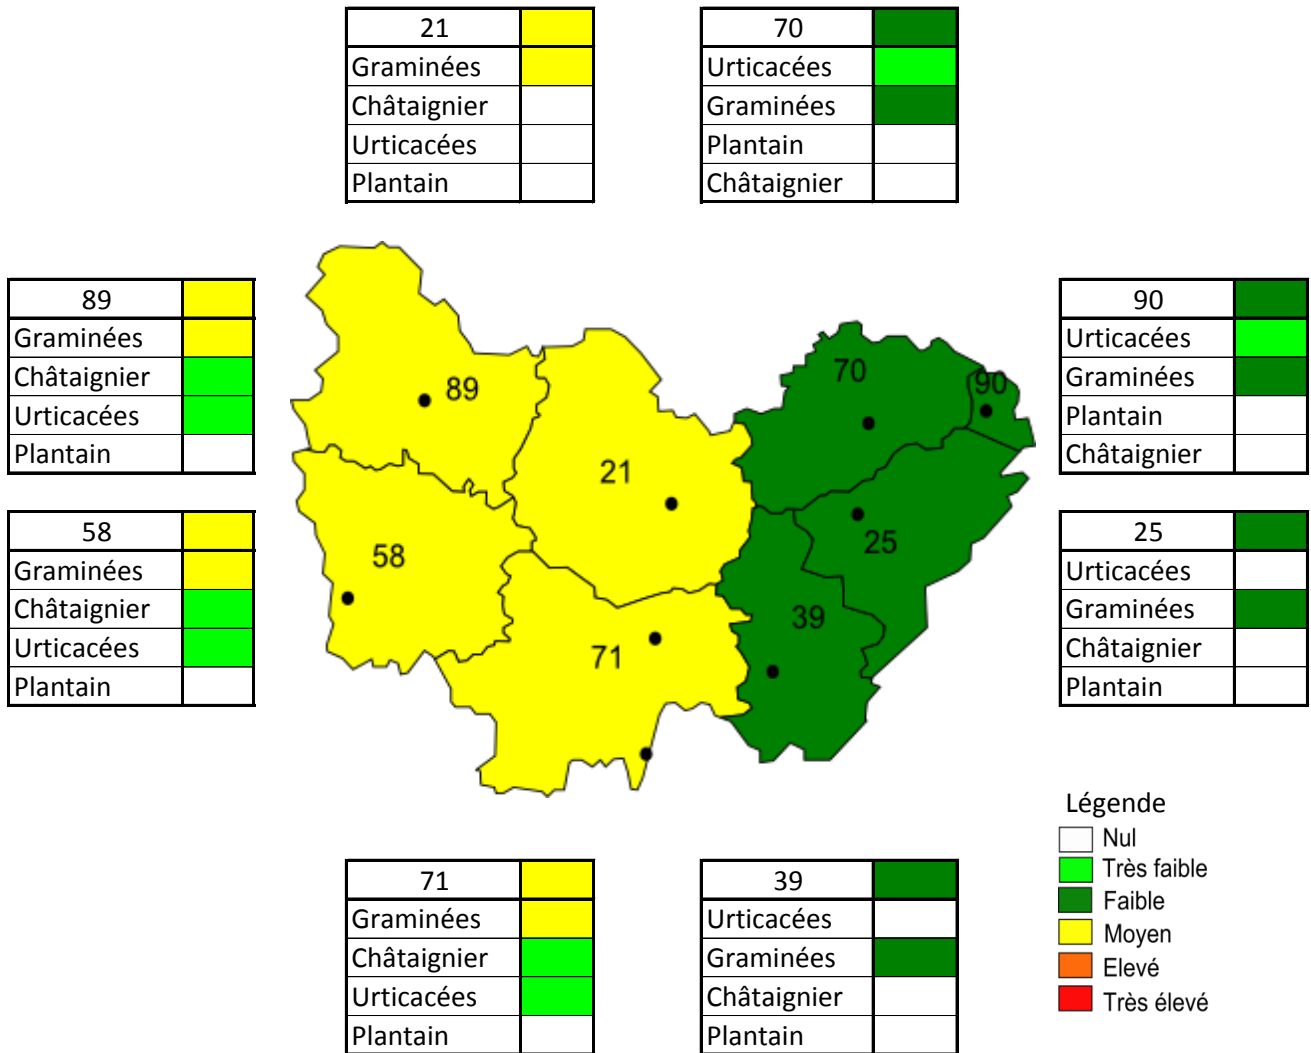 21
Graminées
Châtaignier
Urticacées
Plantain
70
Urticacées
Graminées
Plantain
Châtaignier
89
Graminées
Châtaignier
Urticacées
Plantain
58
Graminées
Châtaignier
Urticacées
Plantain
89
70
90
21
58
25
39
71
90
Urticacées
Graminées
Plantain
Châtaignier
25
Urticacées
Graminées
Châtaignier
Plantain
71
Graminées
Châtaignier
Urticacées
Plantain
39
Urticacées
Graminées
Châtaignier
Plantain
Légende
Nul
Très faible
Faible
Moyen
Elevé
Très élevé